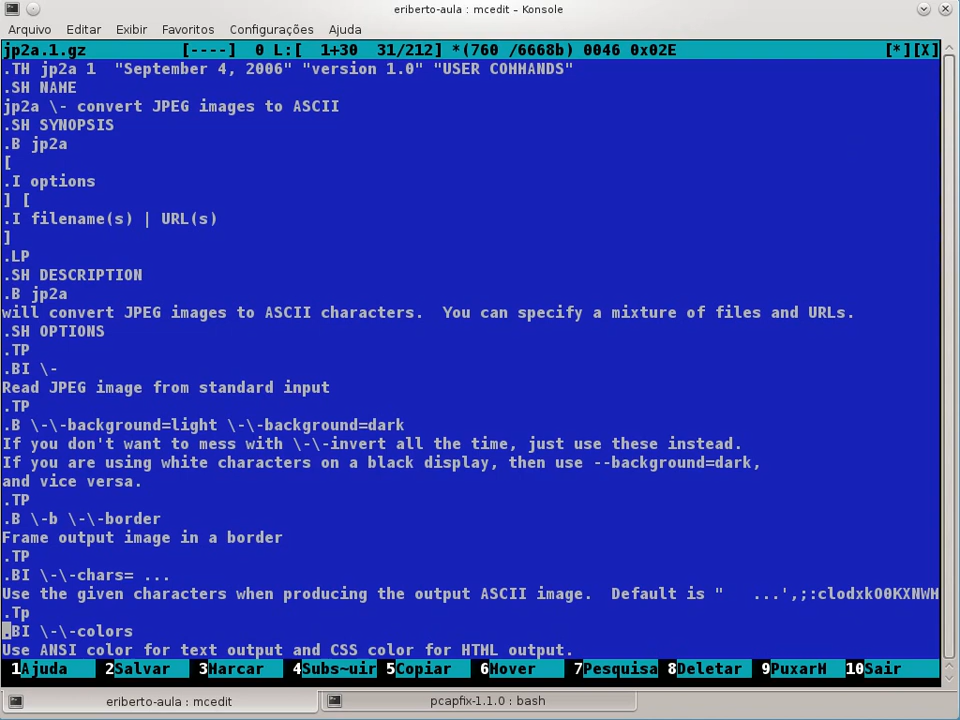 eriberto-aula : mcedit – Konsole
Arquivo Editar Exibir Favoritos Configurações Ajuda
jp2a.1.gz [----] 0 L:[ 1+30 31/212] *(760 /6668b) 0046 0x02E [*][X]
.TH jp2a 1  "September 4, 2006" "version 1.0" "USER COMMANDS"
.SH NAME
jp2a \- convert JPEG images to ASCII
.SH SYNOPSIS
.B jp2a
[
.I options
] [
.I filename(s) | URL(s)
]
.LP
.SH DESCRIPTION
.B jp2a
will convert JPEG images to ASCII characters.  You can specify a mixture of files and URLs.
.SH OPTIONS
.TP
.BI \-
Read JPEG image from standard input
.TP
.B \-\-background=light \-\-background=dark
If you don't want to mess with \-\-invert all the time, just use these instead.
If you are using white characters on a black display, then use --background=dark,
and vice versa.
.TP
.B \-b \-\-border
Frame output image in a border
.TP
.BI \-\-chars= ...
Use the given characters when producing the output ASCII image.  Default is "   ...',;:clodxkO0KXNWM
.Tp
.BI \-\-colors
Use ANSI color for text output and CSS color for HTML output.
1Ajuda 2Salvar 3Marcar 4Subs~uir 5Copiar 6Mover 7Pesquisa 8Deletar 9PuxarM 10Sair
eriberto-aula : mcedit pcapfix-1.1.0 : bash